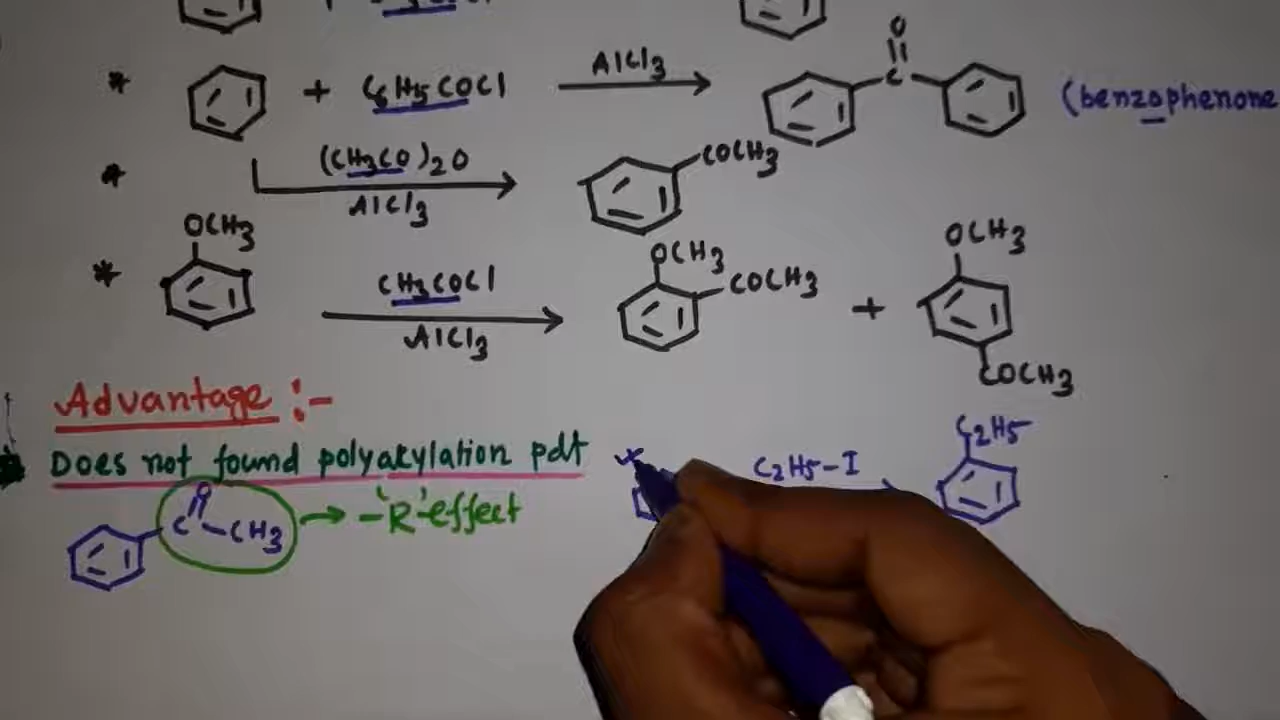 * + C6H5COCl AlCl3 O
C (benzophenone
* (CH3CO)2O COCH3
AlCl3
OCH3 OCH3 OCH3
* CH3COCl COCH3 +
AlCl3 COCH3
Advantage :-
Does not found polyakylation pdt
C2H5-I C2H5
O
C-CH3 → -'R'-effect